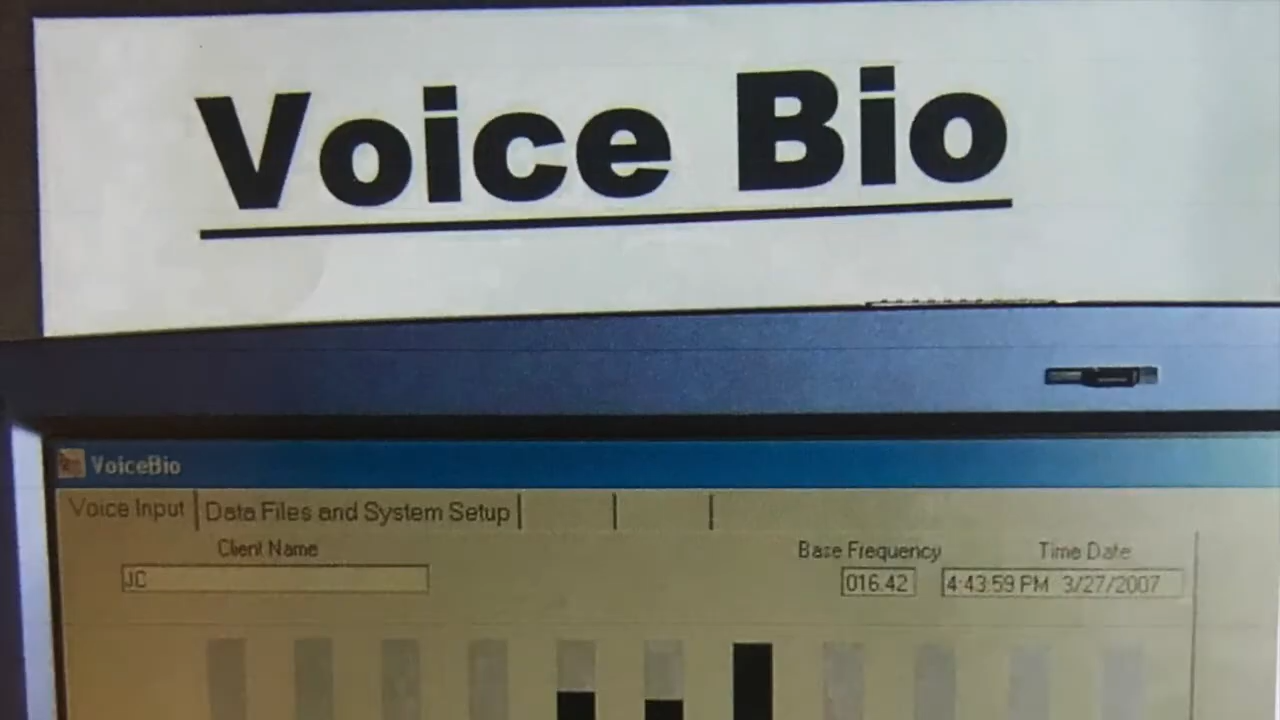 Voice Bio
VoiceBio
Voice Input
Data Files and System Setup
Client Name
Base Frequency
Time Date
JC
016.42
4:43:59 PM 3/27/2007